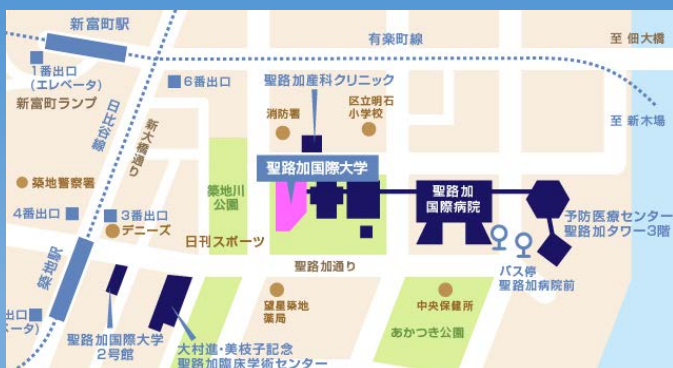 新富町駅
有楽町線
至 佃大橋
1番出口
(エレベータ)
6番出口
聖路加産科クリニック
新富町ランプ
日比谷線
新大橋通り
消防署
区立明石
小学校
至 新木場
聖路加国際大学
築地警察署
築地川
公園
聖路加
国際病院
4番出口
3番出口
デニーズ
日刊スポーツ
予防医療センター
聖路加タワー3階
築地駅
聖路加通り
バス停
聖路加病院前
望星築地
薬局
中央保健所
出口
ベータ)
聖路加国際大学
2号館
大村進・美枝子記念
聖路加臨床学術センター
あかつき公園